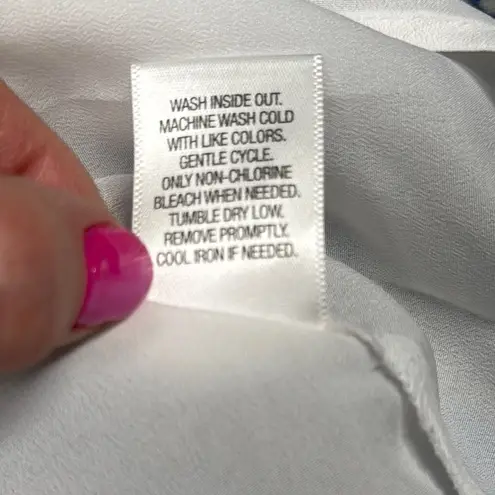 WASH INSIDE OUT.
MACHINE WASH COLD
WITH LIKE COLORS.
GENTLE CYCLE.
ONLY NON-CHLORINE
BLEACH WHEN NEEDED.
TUMBLE DRY LOW.
REMOVE PROMPTLY.
COOL IRON IF NEEDED.